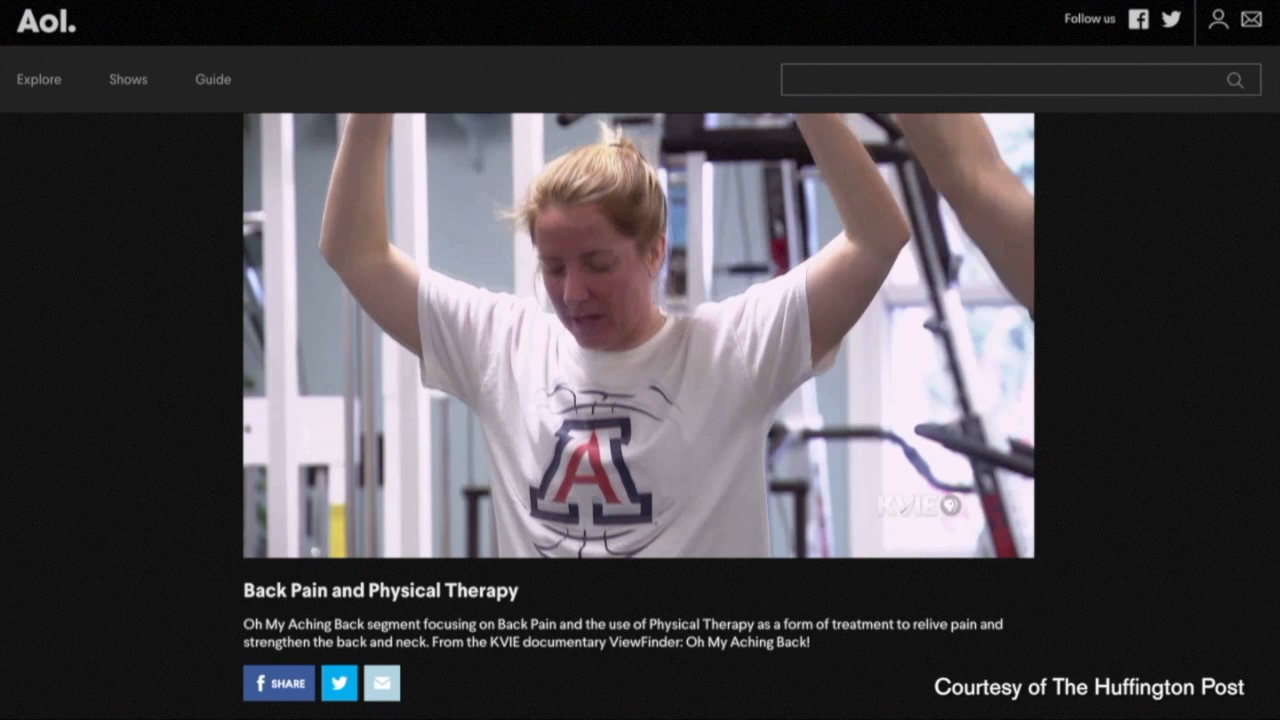 Aol.
Follow us
Explore Shows Guide
A
KVIE
Back Pain and Physical Therapy
Oh My Aching Back segment focusing on Back Pain and the use of Physical Therapy as a form of treatment to relive pain and
strengthen the back and neck. From the KVIE documentary ViewFinder: Oh My Aching Back!
f SHARE
Courtesy of The Huffington Post